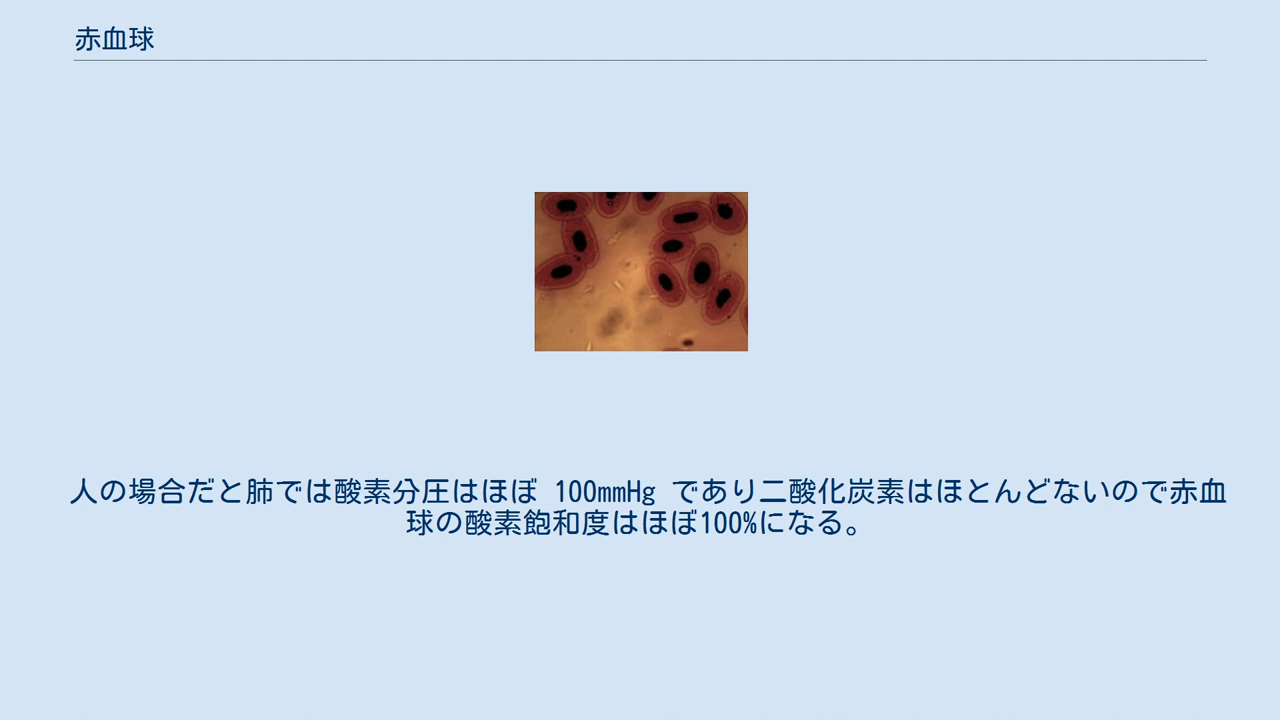 赤血球
人の場合だと肺では酸素分圧はほぼ 100mmHg であり二酸化炭素はほとんどないので赤血
球の酸素飽和度はほぼ100%になる。